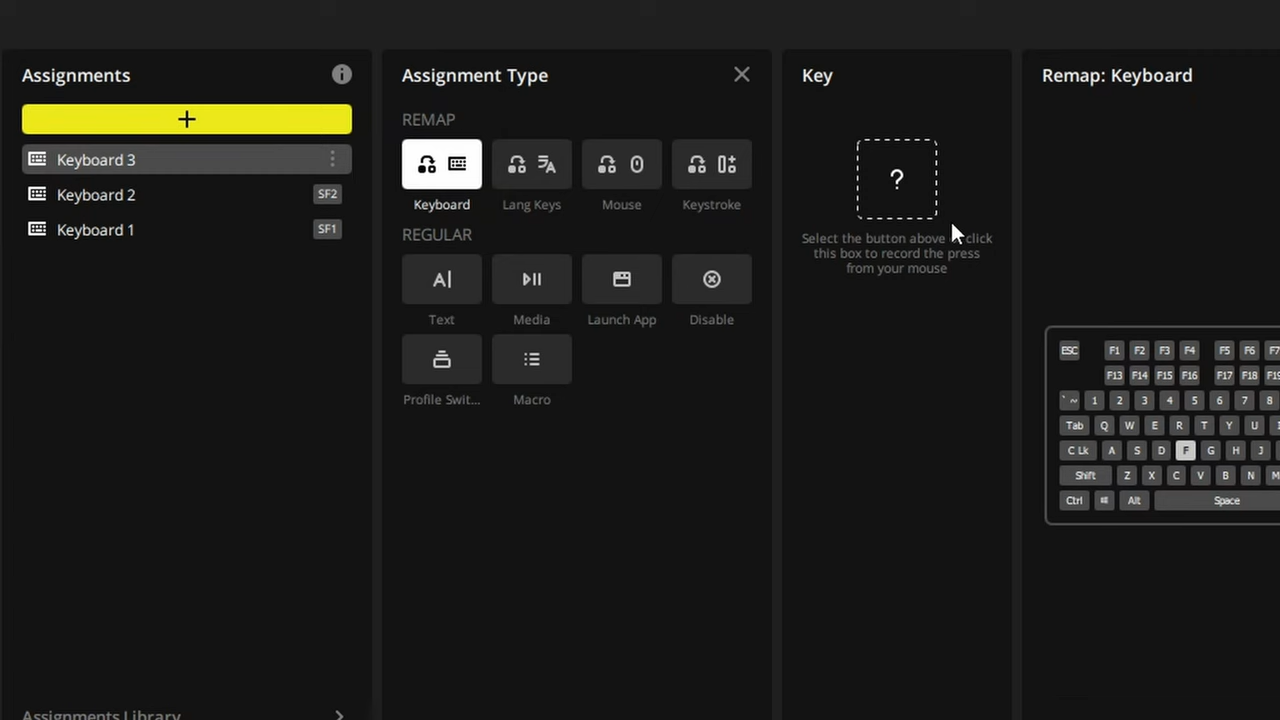 Assignments
+
Keyboard 3
Keyboard 2 SF2
Keyboard 1 SF1
Assignments Library
Assignment Type
REMAP
Keyboard Lang Keys Mouse Keystroke
REGULAR
Text Media Launch App Disable
Profile Swit... Macro
Key
?
Select the button above click
this box to record the press
from your mouse
Remap: Keyboard
ESC F1 F2 F3 F4 F5 F6 F7
F13 F14 F15 F16 F17 F18 F19
` ~ 1 2 3 4 5 6 7 8
Tab Q W E R T Y U
C Lk A S D F G H J
Shift Z X C V B N M
Ctrl Alt Space